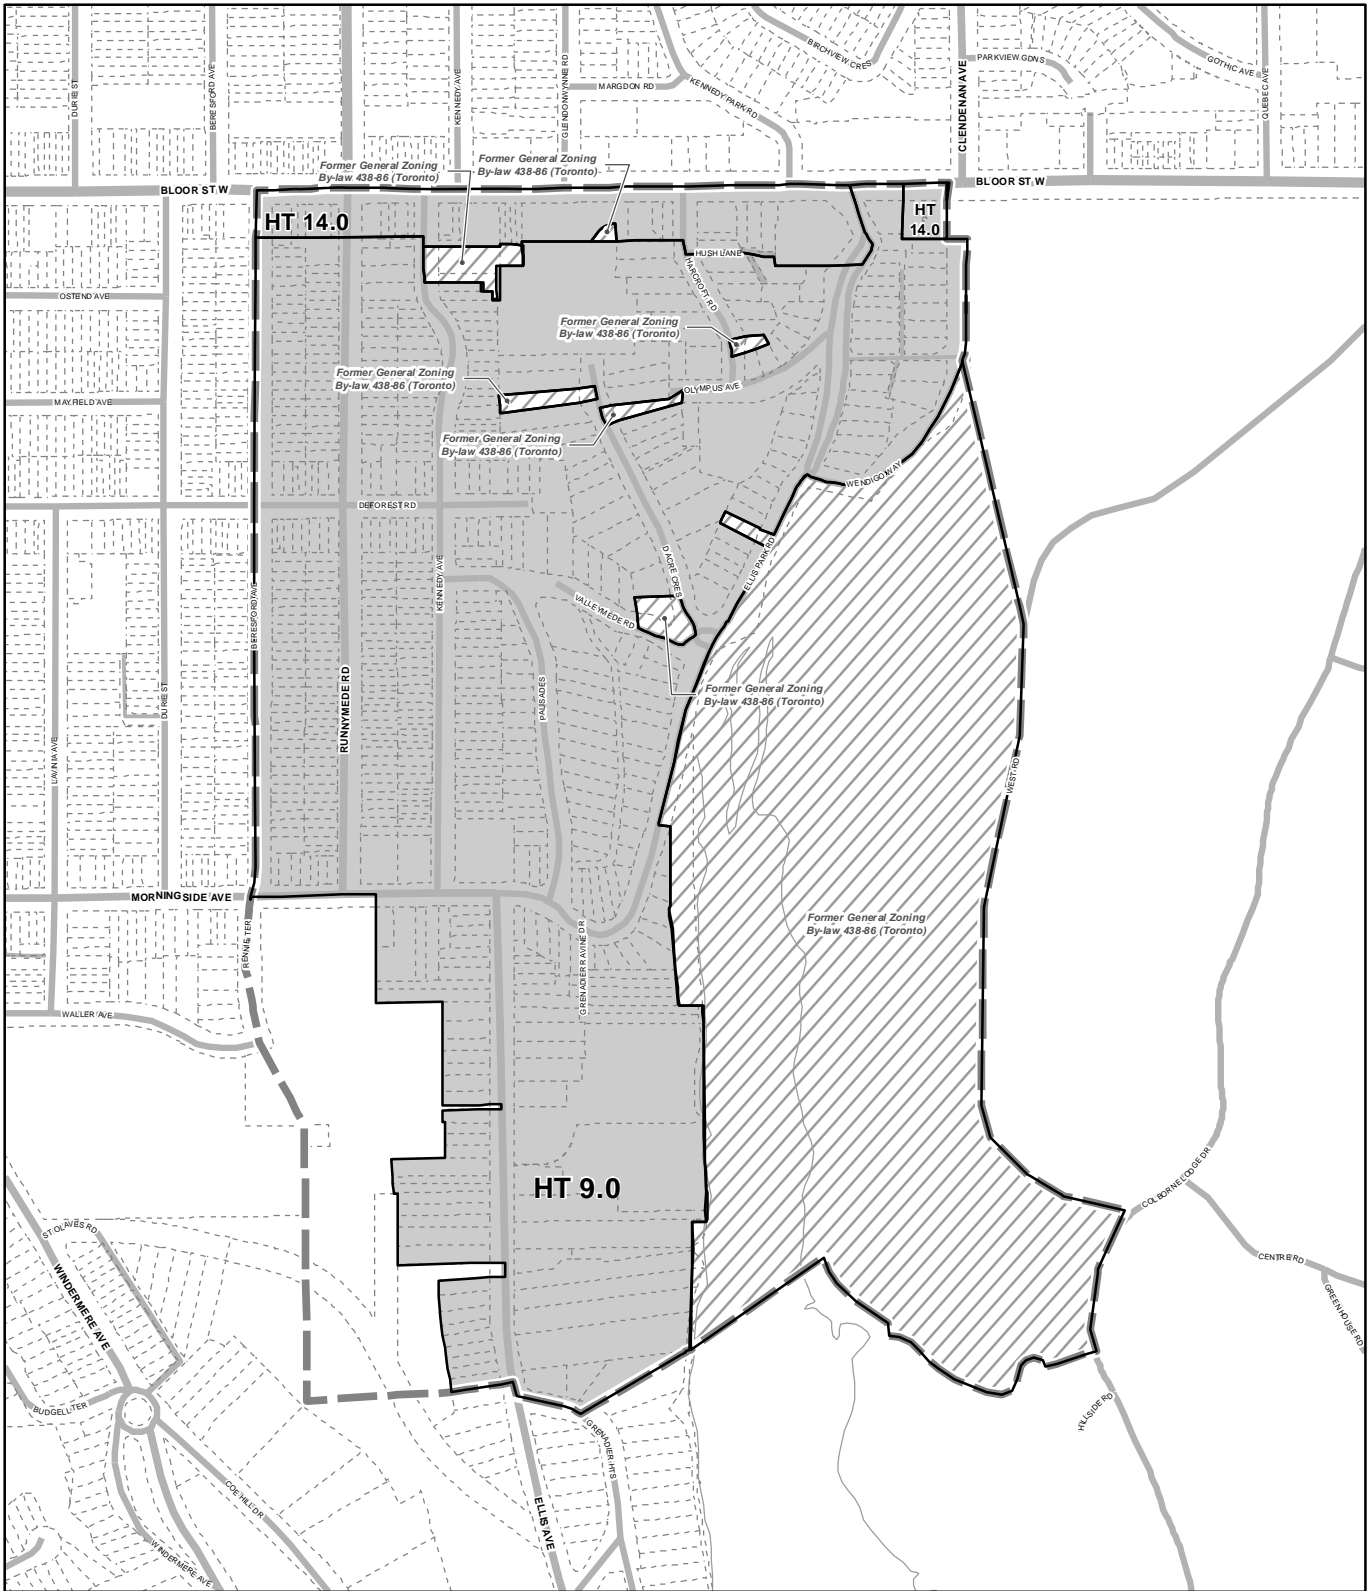 DURIE ST
BERESFORD AVE
KENNEDY AVE
GLENDONWYNNE RD
MARGDON RD
KENNEDY PARK RD
BIRCHVIEW CRES
CLENDENAN AVE
PARKVIEW GDNS
GOTHIC AVE
QUEBEC AVE
Former General Zoning
By-law 438-86 (Toronto)
Former General Zoning
By-law 438-86 (Toronto)
BLOOR ST W
BLOOR ST W
HT 14.0
HT
14.0
HUSH LANE
HARCROFT RD
OSTEND AVE
Former General Zoning
By-law 438-86 (Toronto)
Former General Zoning
By-law 438-86 (Toronto)
OLYMPUS AVE
MAYFIELD AVE
Former General Zoning
By-law 438-86 (Toronto)
WENDIGO WAY
DEFOREST RD
ELLIS PARK RD
D ACRE CRES
KENNEDY AVE
BERESFORD AVE
VALLEYMEDE RD
RUNNYMEDE RD
PALISADES
DURIE ST
LAVINIA AVE
Former General Zoning
By-law 438-86 (Toronto)
WEST RD
MORNINGSIDE AVE
RENNIE TER
GRENADIER RAVINE DR
Former General Zoning
By-law 438-86 (Toronto)
WALLER AVE
HT 9.0
COLBORNE LODGE DR
ST OLAVES RD
CENTRE RD
GREENHOUSE RD
WINDERMERE AVE
BUDGELL TER
HILLSIDE RD
GRENADIER HTS
COE HILL DR
ELLIS AVE
WINDERMERE AVE